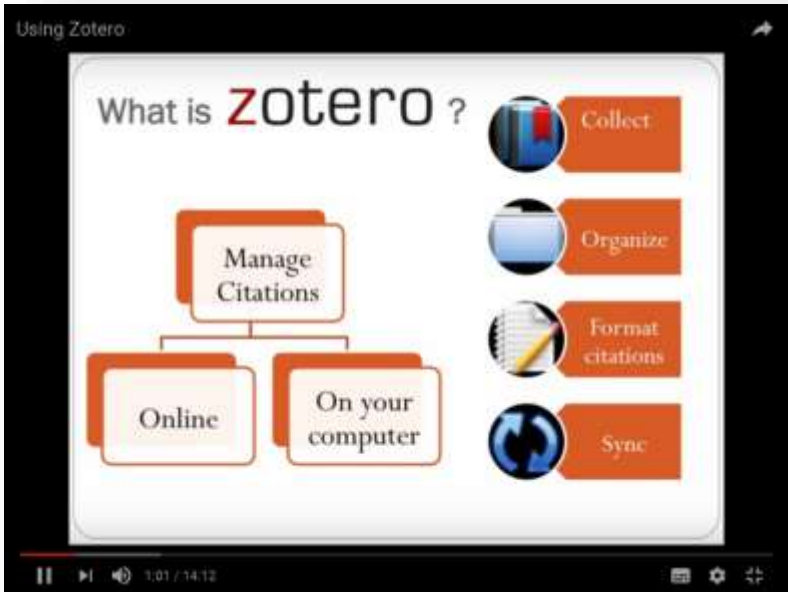 Using Zotero
What is zotero ?
Manage
Citations
Online
On your
computer
Collect
Organize
Format
citations
Sync
1:01 / 14:12